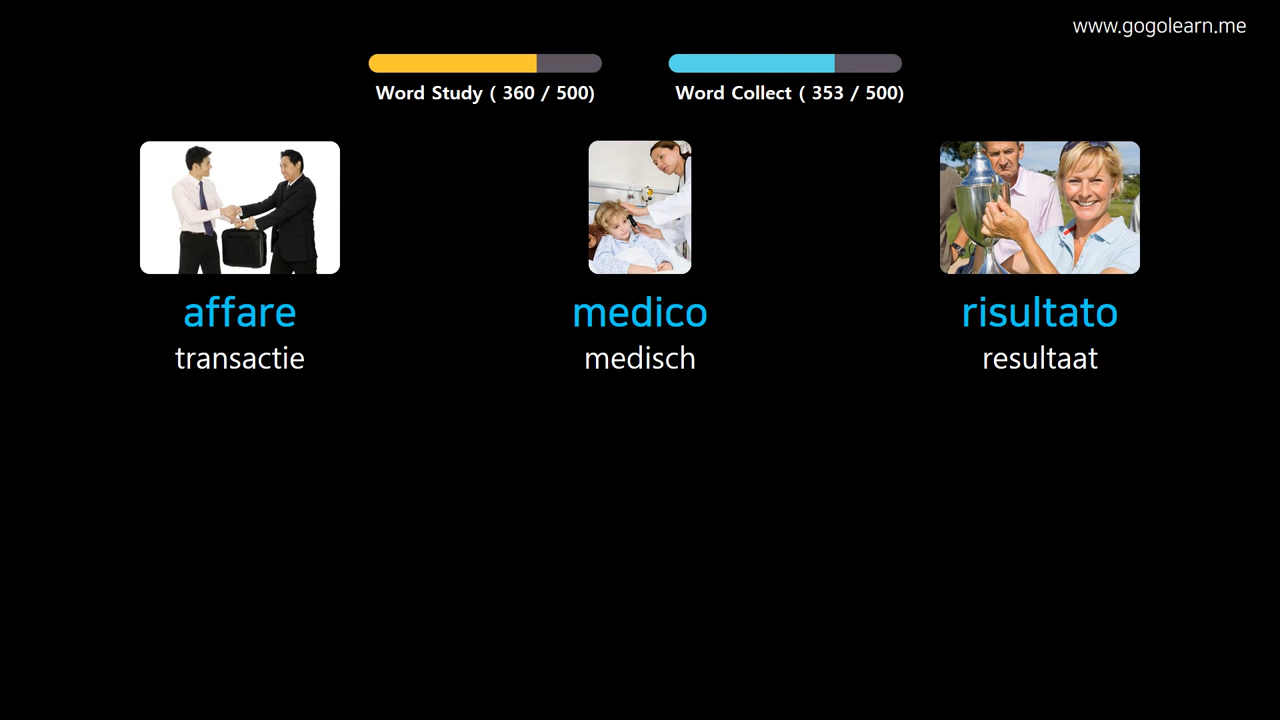 www.gogolearn.me
Word Study ( 360 / 500)
Word Collect ( 353 / 500)
affare
medico
risultato
transactie
medisch
resultaat